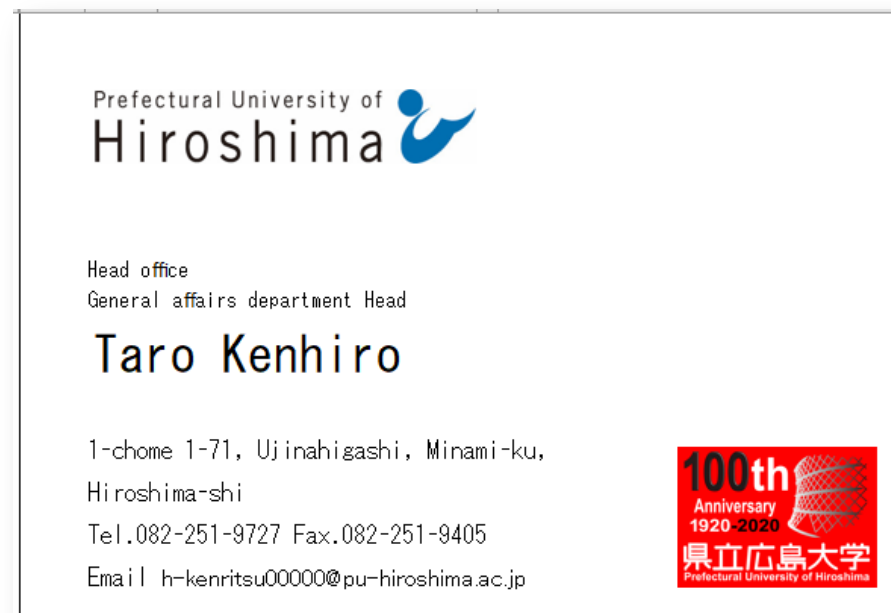 Prefectural University of
Hiroshima
Head office
General affairs department Head
Taro Kenhiro
1-chome 1-71, Ujinahigashi, Minami-ku,
Hiroshima-shi
Tel.082-251-9727 Fax.082-251-9405
Email h-kenritsu00000@pu-hiroshima.ac.jp
100th
Anniversary
1920-2020
県立広島大学
Prefectural University of Hiroshima